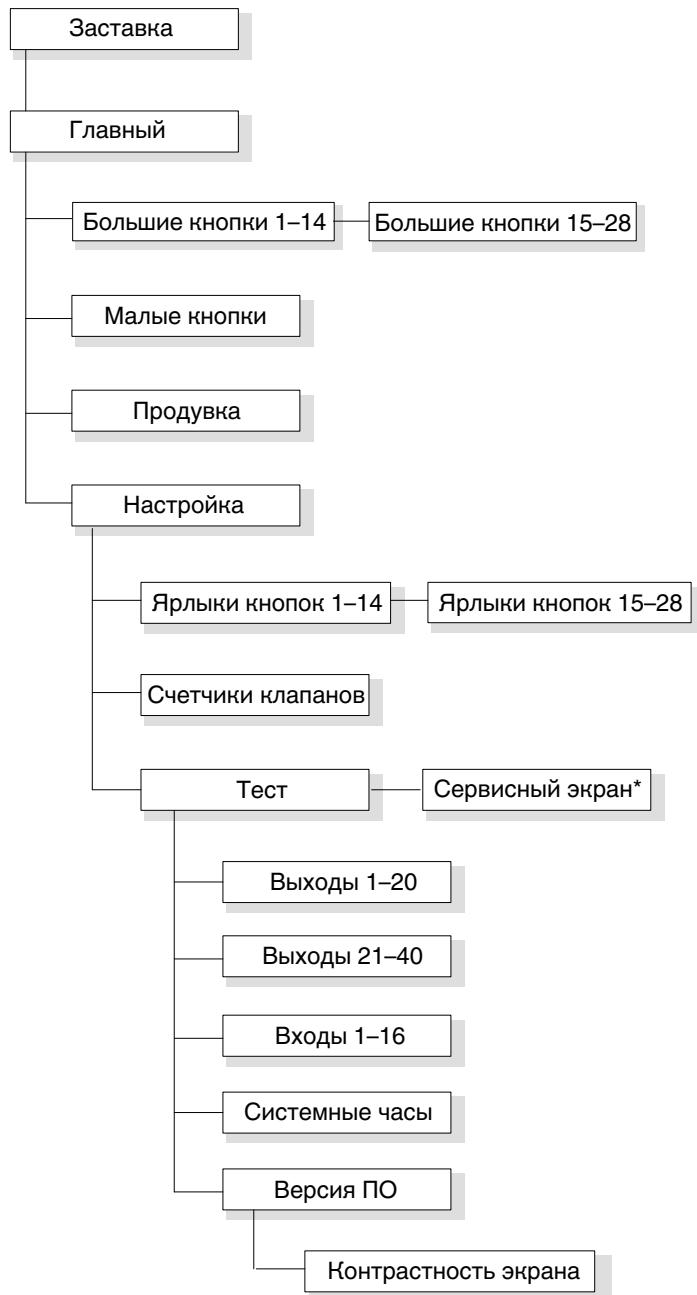 Заставка
Главный
Большие кнопки 1–14
Большие кнопки 15–28
Малые кнопки
Продувка
Настройка
Ярлыки кнопок 1–14
Ярлыки кнопок 15–28
Счетчики клапанов
Тест
Сервисный экран*
Выходы 1–20
Выходы 21–40
Входы 1–16
Системные часы
Версия ПО
Контрастность экрана